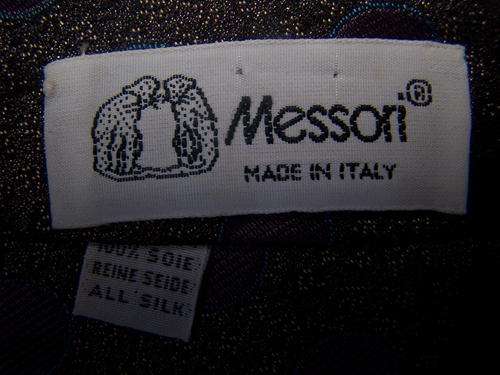 Messori®
MADE IN ITALY
100% SOIE
REINE SEIDE
ALL SILK